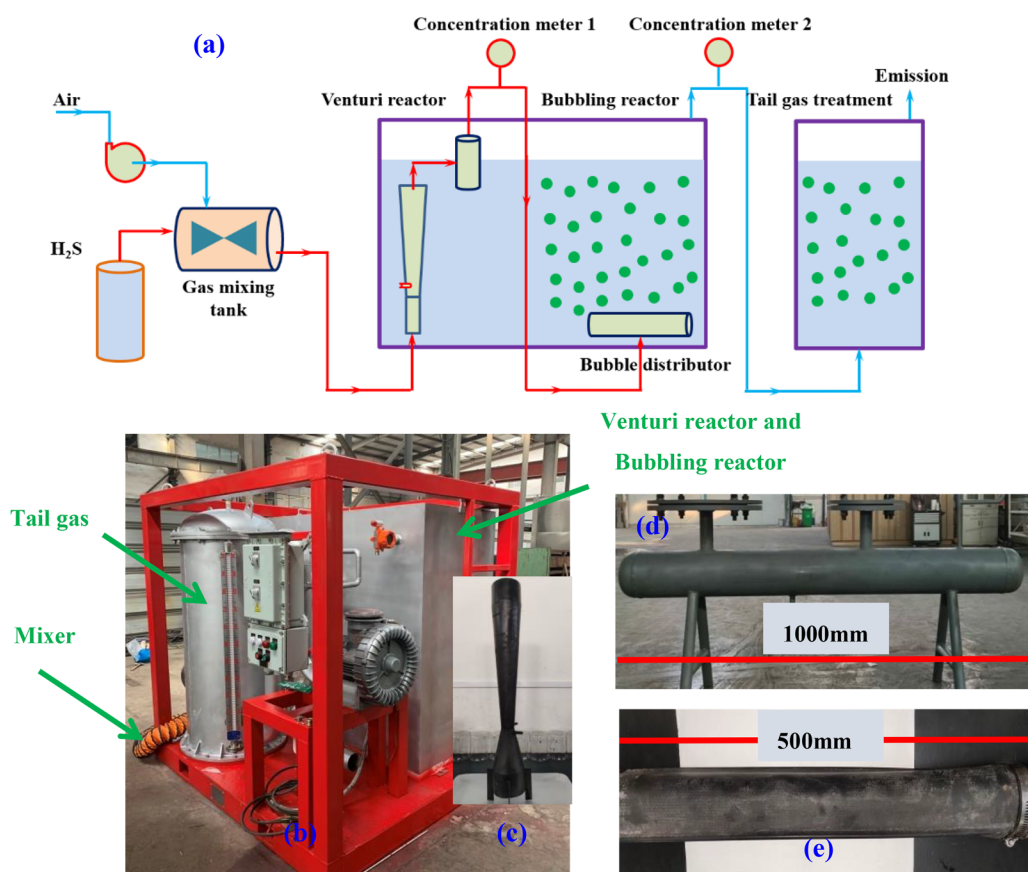 (a)
Concentration meter 1
Concentration meter 2
Emission
Air
Venturi reactor
Bubbling reactor
Tail gas treatment
H₂S
Gas mixing
tank
Bubble distributor
Venturi reactor and
Bubbling reactor
Tail gas
(d)
Mixer
1000mm
500mm
(b)
(c)
(e)